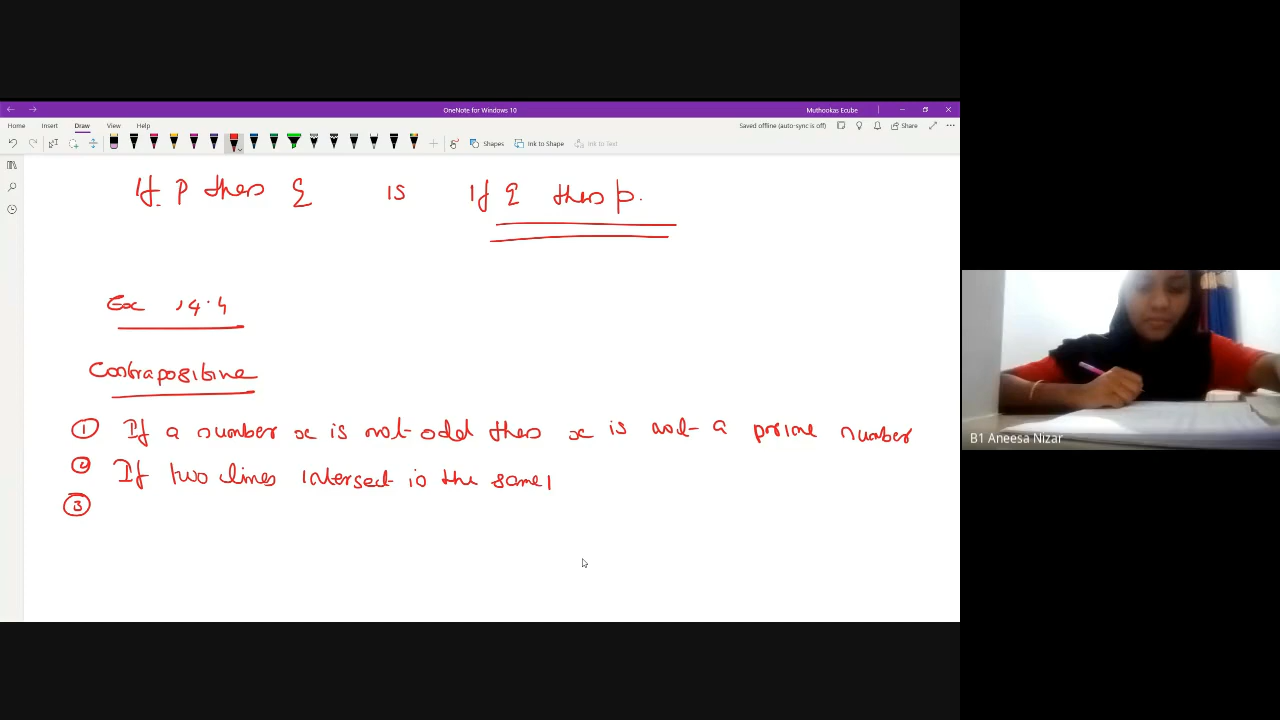 OneNote for Windows 10
Muthookas Ecube
Home Insert Draw View Help
Saved offline (auto-sync is off) Share
Shapes Ink to Shape Ink to Text
If p then q is If q then p.
Ex 14.4
Contrapositive
① If a number x is not odd then x is not a prime number
② If two lines intersect in the same
③
B1 Aneesa Nizar